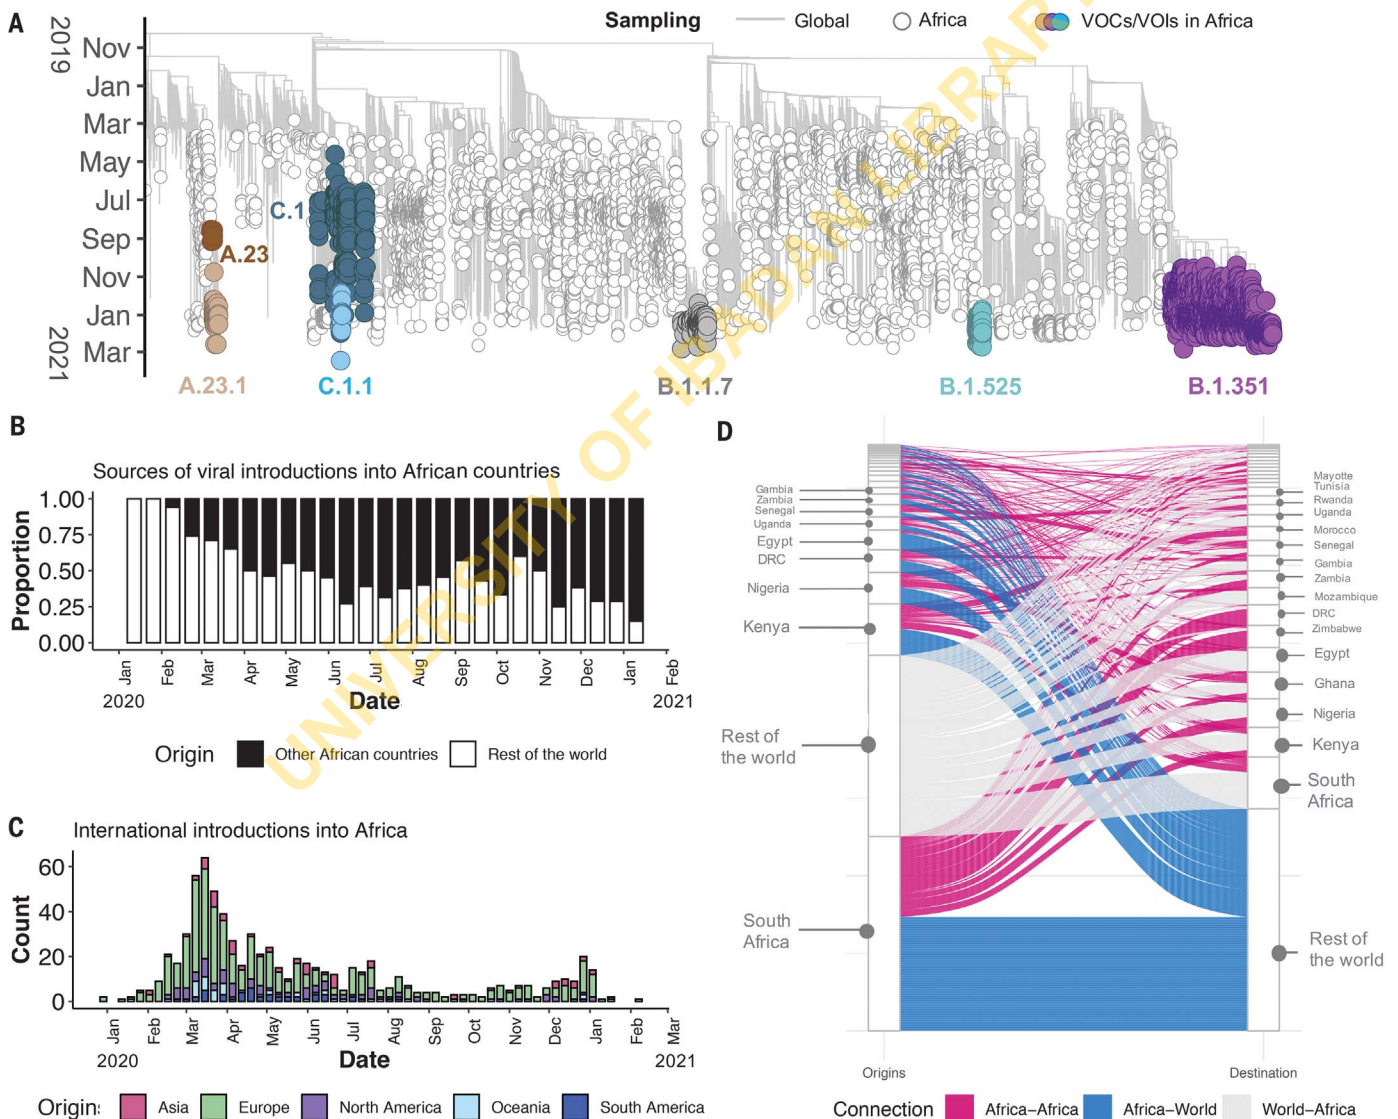 A
Sampling Global Africa VOCs/VOIs in Africa
2019
Nov
Jan
Mar
May
Jul
Sep
Nov
Jan
Mar
2021
C.1
A.23
A.23.1 C.1.1 B.1.1.7 B.1.525 B.1.351
UNIVERSITY OF IBADAN LIBRARY
B
Sources of viral introductions into African countries
Proportion
1.00
0.75
0.50
0.25
0.00
Jan Feb Mar Apr May Jun Jul Aug Sep Oct Nov Dec Jan Feb
2020 Date 2021
Origin Other African countries Rest of the world
C
International introductions into Africa
Count
60
40
20
0
Jan Feb Mar Apr May Jun Jul Aug Sep Oct Nov Dec Jan Feb Mar
2020 Date 2021
Origins Asia Europe North America Oceania South America
D
Gambia
Zambia
Senegal
Uganda
Egypt
DRC
Nigeria
Kenya
Rest of
the world
South
Africa
Mayotte
Tunisia
Rwanda
Uganda
Morocco
Senegal
Gambia
Zambia
Mozambique
DRC
Zimbabwe
Egypt
Ghana
Nigeria
Kenya
South
Africa
Rest of
the world
Origins Destination
Connection Africa–Africa Africa–World World–Africa